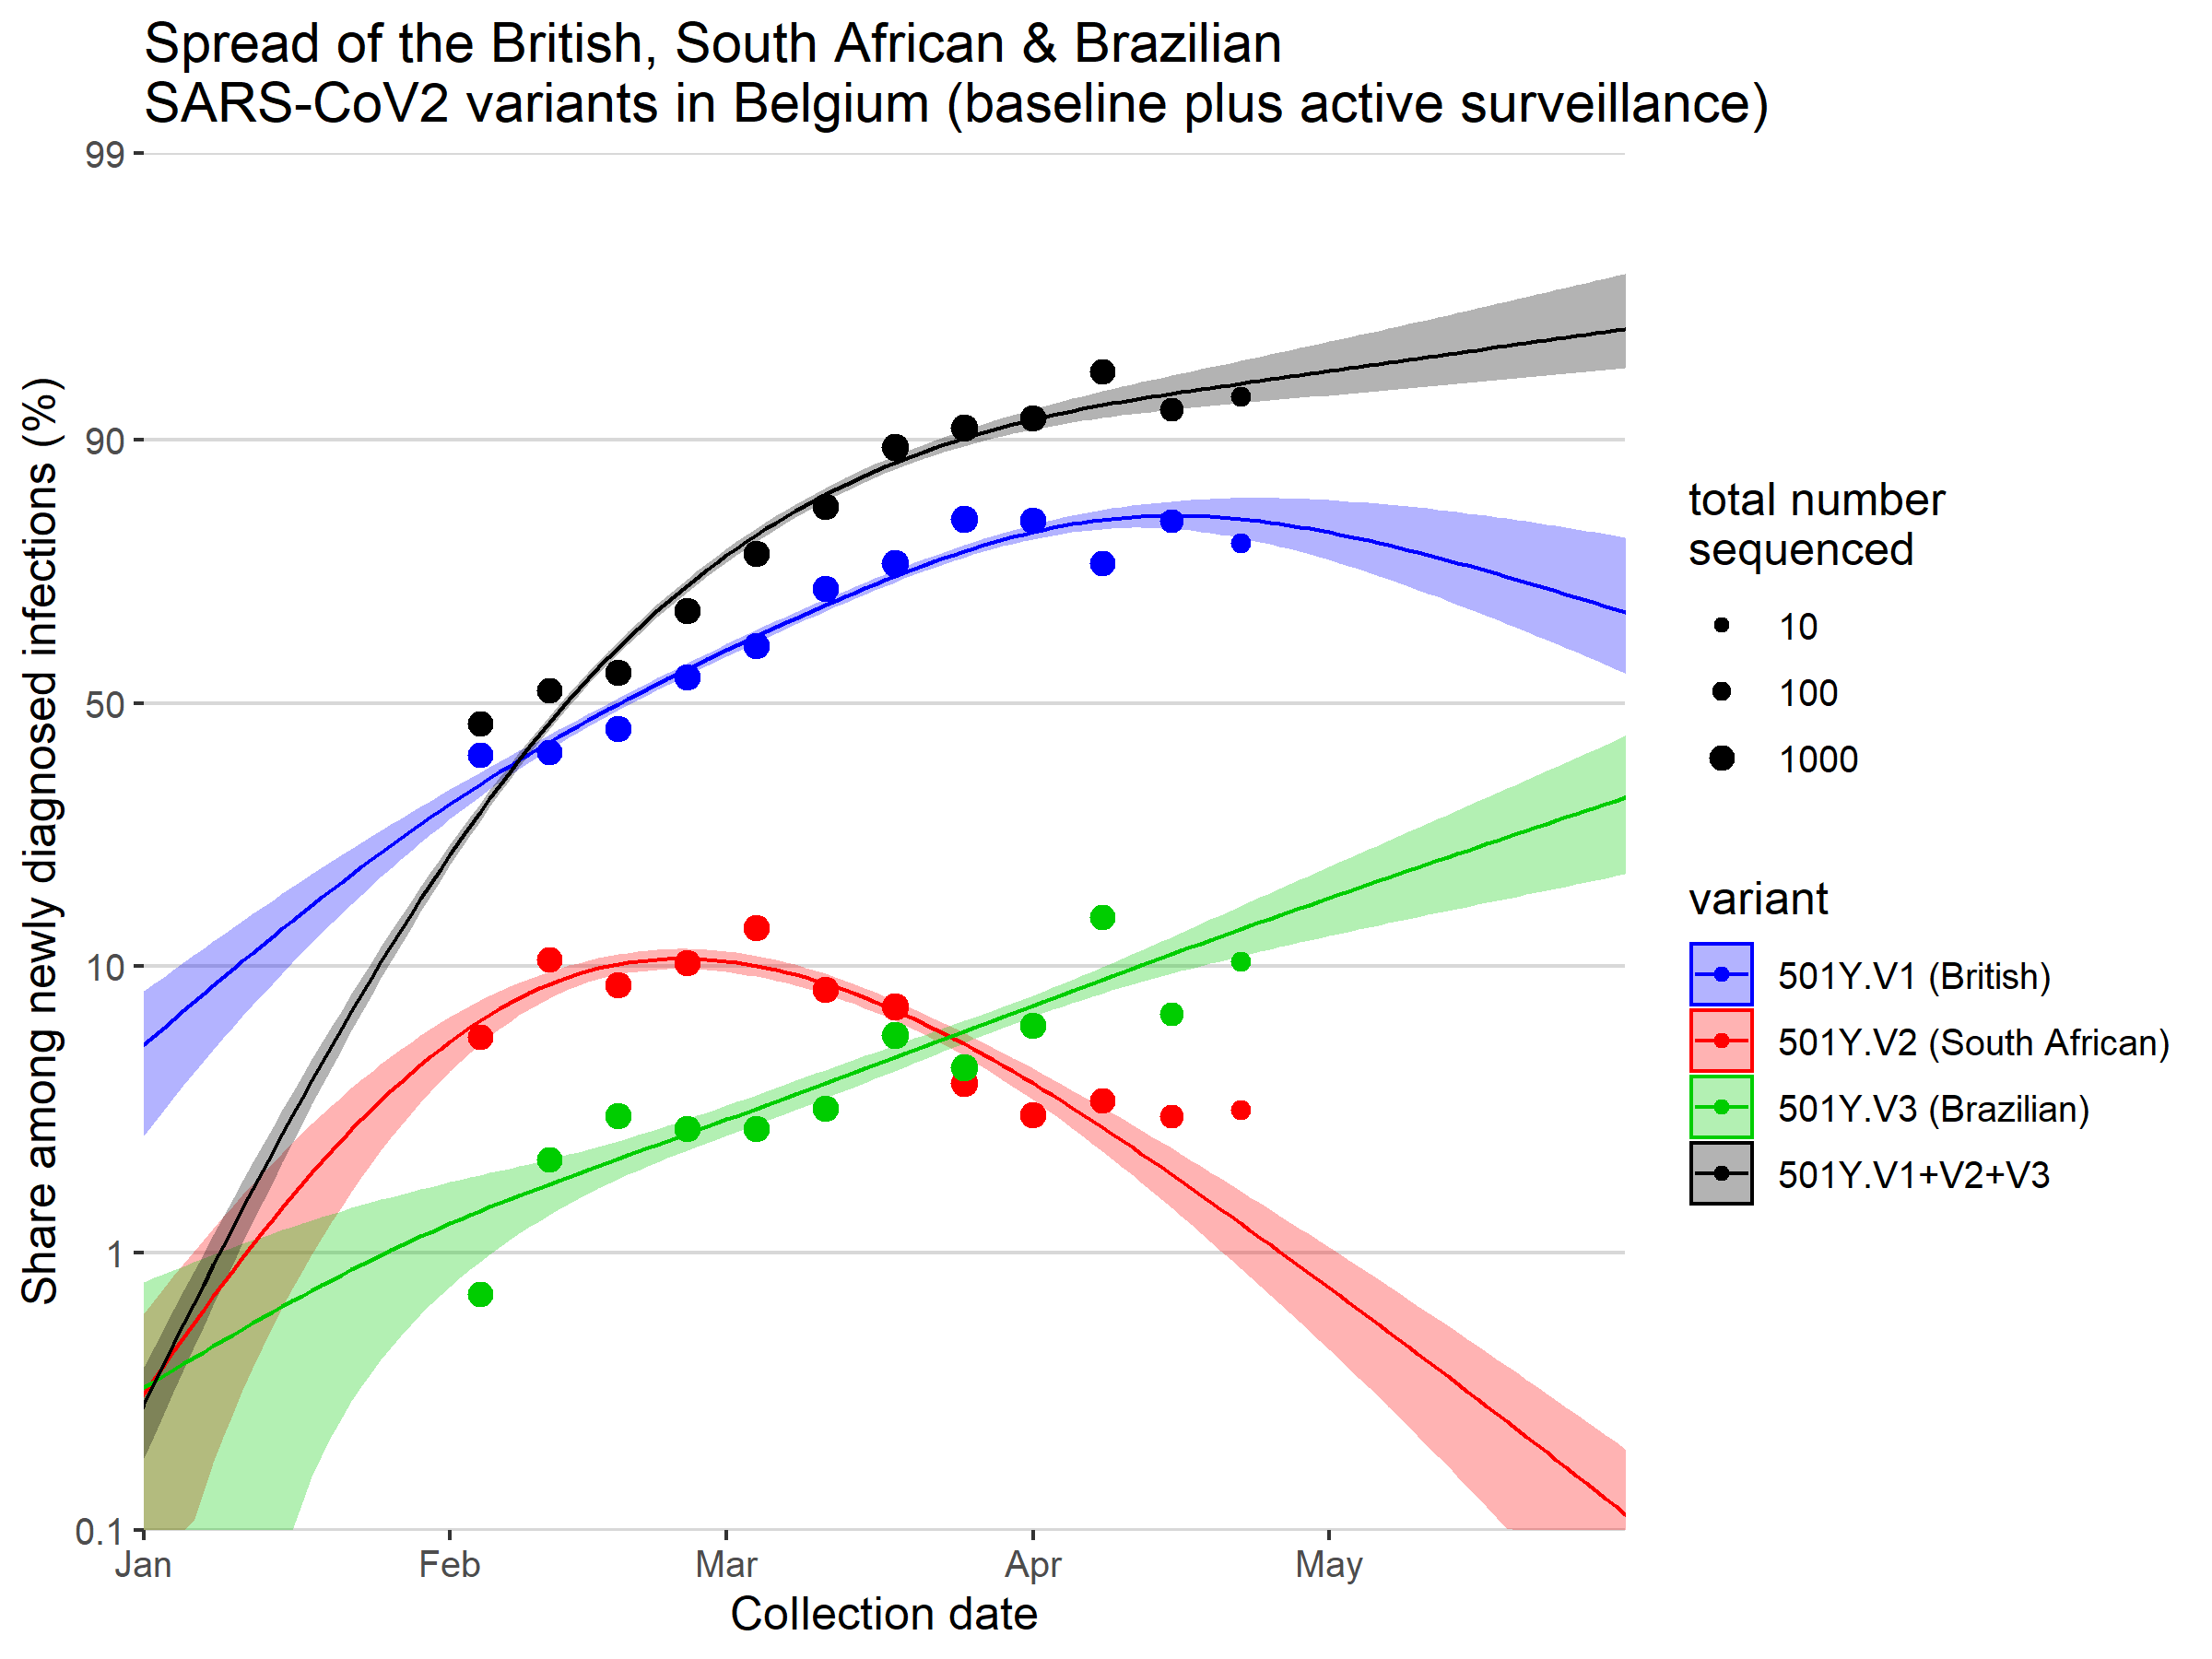 Spread of the British, South African & Brazilian
SARS-CoV2 variants in Belgium (baseline plus active surveillance)
Share among newly diagnosed infections (%)
99
90
50
10
1
0.1
Jan
Feb
Mar
Apr
May
Collection date
total number
sequenced
10
100
1000
variant
501Y.V1 (British)
501Y.V2 (South African)
501Y.V3 (Brazilian)
501Y.V1+V2+V3